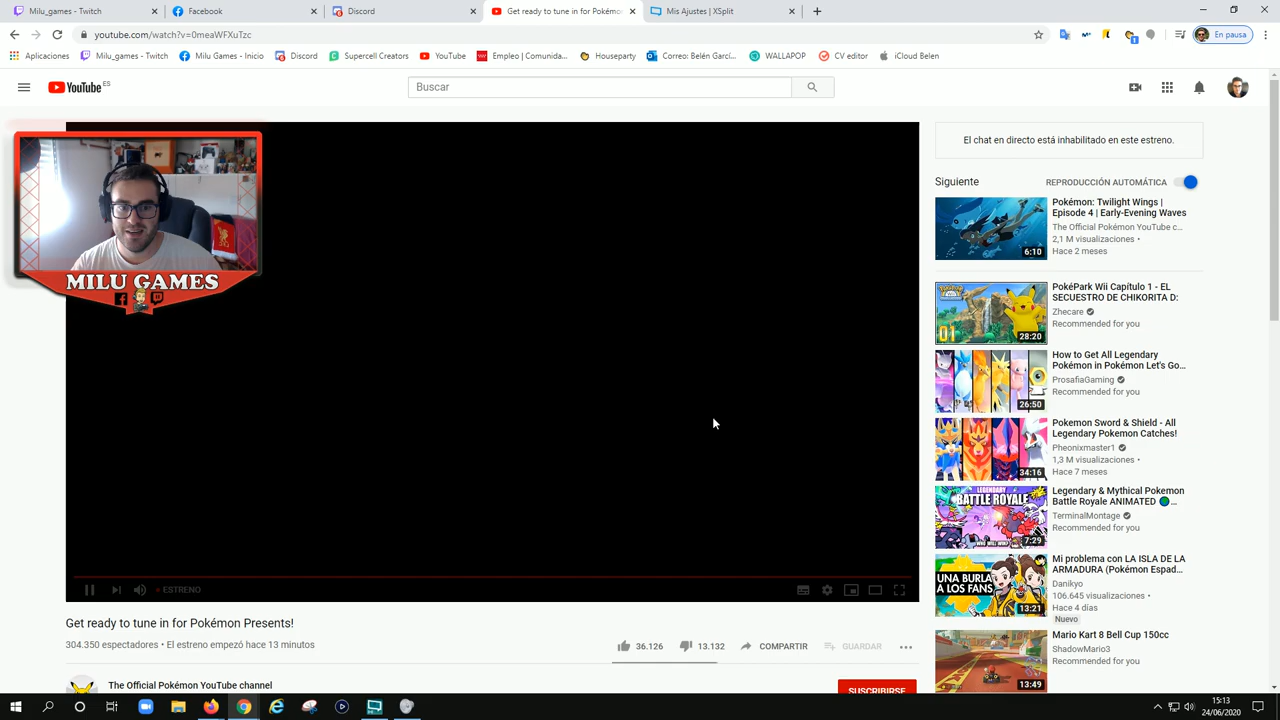 Milu_games - Twitch
Facebook
Discord
Get ready to tune in for Pokémo
Mis Ajustes | XSplit
youtube.com/watch?v=0meaWFXuTzc
En pausa
Aplicaciones
Milu_games - Twitch
Milu Games - Inicio
Discord
Supercell Creators
YouTube
Empleo | Comunida...
Houseparty
Correo: Belén Garcí...
WALLAPOP
CV editor
iCloud Belen
YouTube ES
Buscar
MILU GAMES
El chat en directo está inhabilitado en este estreno.
Siguiente
REPRODUCCIÓN AUTOMÁTICA
Pokémon: Twilight Wings |
Episode 4 | Early-Evening Waves
The Official Pokémon YouTube c...
2,1 M visualizaciones •
Hace 2 meses
6:10
PokéPark Wii Capítulo 1 - EL
SECUESTRO DE CHIKORITA D:
Zhecare
Recommended for you
01
28:20
How to Get All Legendary
Pokémon in Pokémon Let's Go...
ProsafiaGaming
Recommended for you
26:50
Pokemon Sword & Shield - All
Legendary Pokemon Catches!
Pheonixmaster1
1,3 M visualizaciones •
Hace 7 meses
34:16
Legendary & Mythical Pokemon
Battle Royale ANIMATED 🌏...
TerminalMontage
Recommended for you
LEGENDARY
BATTLE ROYALE
WHO WILL WIN?
7:29
Mi problema con LA ISLA DE LA
ARMADURA (Pokémon Espad...
Danikyo
106.645 visualizaciones •
Hace 4 días
Nuevo
UNA BURLA
A LOS FANS
13:21
Mario Kart 8 Bell Cup 150cc
ShadowMario3
Recommended for you
13:49
ESTRENO
Get ready to tune in for Pokémon Presents!
304.350 espectadores • El estreno empezó hace 13 minutos
36.126
13.132
COMPARTIR
GUARDAR
The Official Pokémon YouTube channel
SUSCRIBIRSE
15:13
24/06/2020